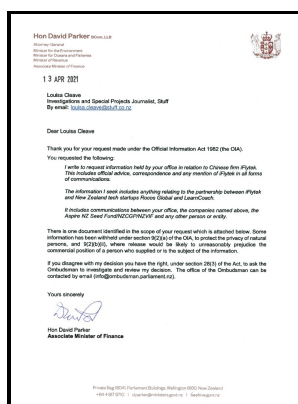 Hon David Parker BCom, LLB
Attorney-General
Minister for the Environment
Minister for Oceans and Fisheries
Minister of Revenue
Associate Minister of Finance
13 APR 2021
Louisa Cleave
Investigations and Special Projects Journalist, Stuff
By email: louisa.cleave@stuff.co.nz
Dear Louisa Cleave
Thank you for your request made under the Official Information Act 1982 (the OIA).
You requested the following:
I write to request information held by your office in relation to Chinese firm iFlytek.
This includes official advice, correspondence and any mention of iFlytek in all forms
of communications.
The information I seek includes anything relating to the partnership between iFlytek
and New Zealand tech startups Rocos Global and LearnCoach.
It includes communications between your office, the companies named above, the
Aspire NZ Seed Fund/NZGCP/NZVIF and any other person or entity.
There is one document identified in the scope of your request which is attached below. Some
information has been withheld under section 9(2)(a) of the OIA, to protect the privacy of natural
persons, and 9(2)(b)(ii), where release would be likely to unreasonably prejudice the
commercial position of a person who supplied or is the subject of the information.
If you disagree with my decision you have the right, under section 28(3) of the Act, to ask the
Ombudsman to investigate and review my decision. The office of the Ombudsman can be
contacted by email (info@ombudsman.parliament.nz).
Yours sincerely
Hon David Parker
Associate Minister of Finance
Private Bag 18041, Parliament Buildings, Wellington 6160, New Zealand